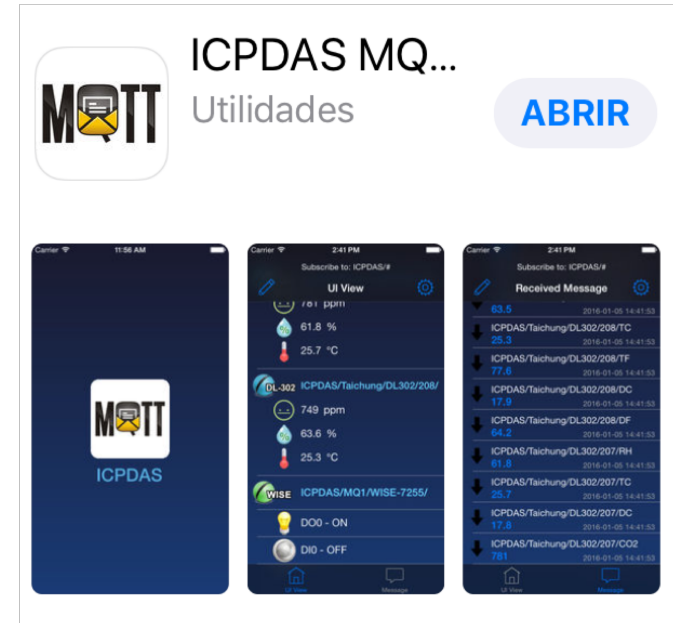 MQTT
ICPDAS MQ...
Utilidades
ABRIR
Carrier 11:56 AM
MQTT
ICPDAS
Carrier 2:41 PM
Subscribe to: ICPDAS/#
UI View
781 ppm
61.8 %
25.7 °C
DL-302 ICPDAS/Taichung/DL302/208/
749 ppm
63.6 %
25.3 °C
WISE ICPDAS/MQ1/WISE-7255/
DO0 - ON
DI0 - OFF
UI View Message
Carrier 2:41 PM
Subscribe to: ICPDAS/#
Received Message
63.5 2016-01-05 14:41:53
ICPDAS/Taichung/DL302/208/TC
25.3 2016-01-05 14:41:53
ICPDAS/Taichung/DL302/208/TF
77.6 2016-01-05 14:41:53
ICPDAS/Taichung/DL302/208/DC
17.9 2016-01-05 14:41:53
ICPDAS/Taichung/DL302/208/DF
64.2 2016-01-05 14:41:53
ICPDAS/Taichung/DL302/207/RH
61.8 2016-01-05 14:41:53
ICPDAS/Taichung/DL302/207/TC
25.7 2016-01-05 14:41:53
ICPDAS/Taichung/DL302/207/DC
17.8 2016-01-05 14:41:53
ICPDAS/Taichung/DL302/207/CO2
781 2016-01-05 14:41:53
UI View Message